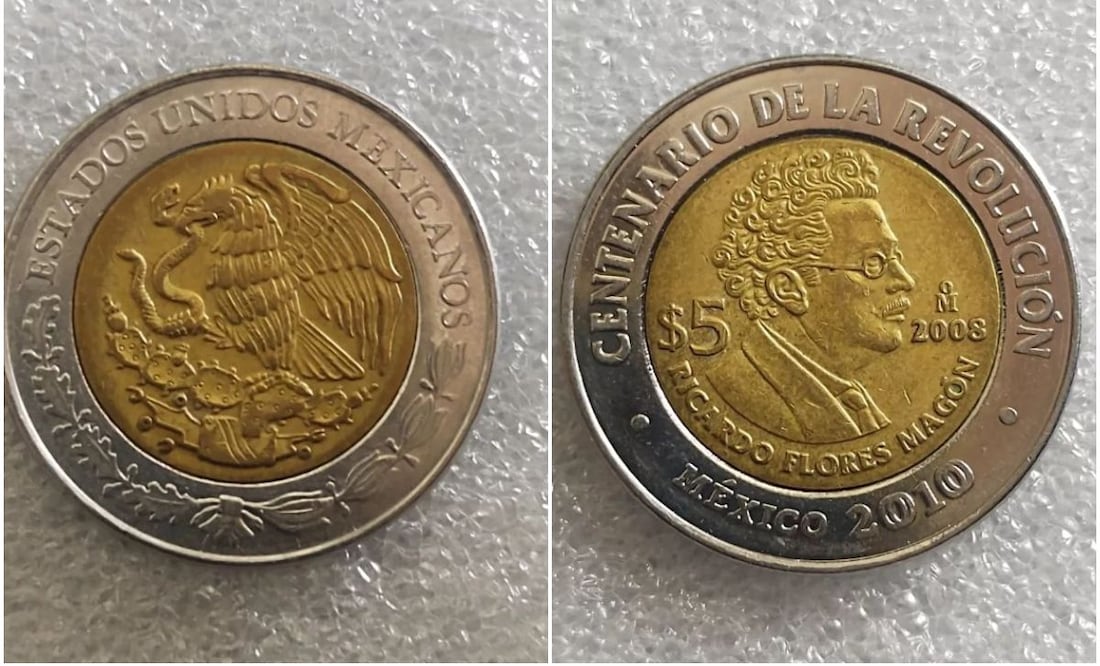 ESTADOS UNIDOS MEXICANOS
CENTENARIO DE LA REVOLUCIÓN
$5
M̊
2008
RICARDO FLORES MAGÓN
MÉXICO 2010